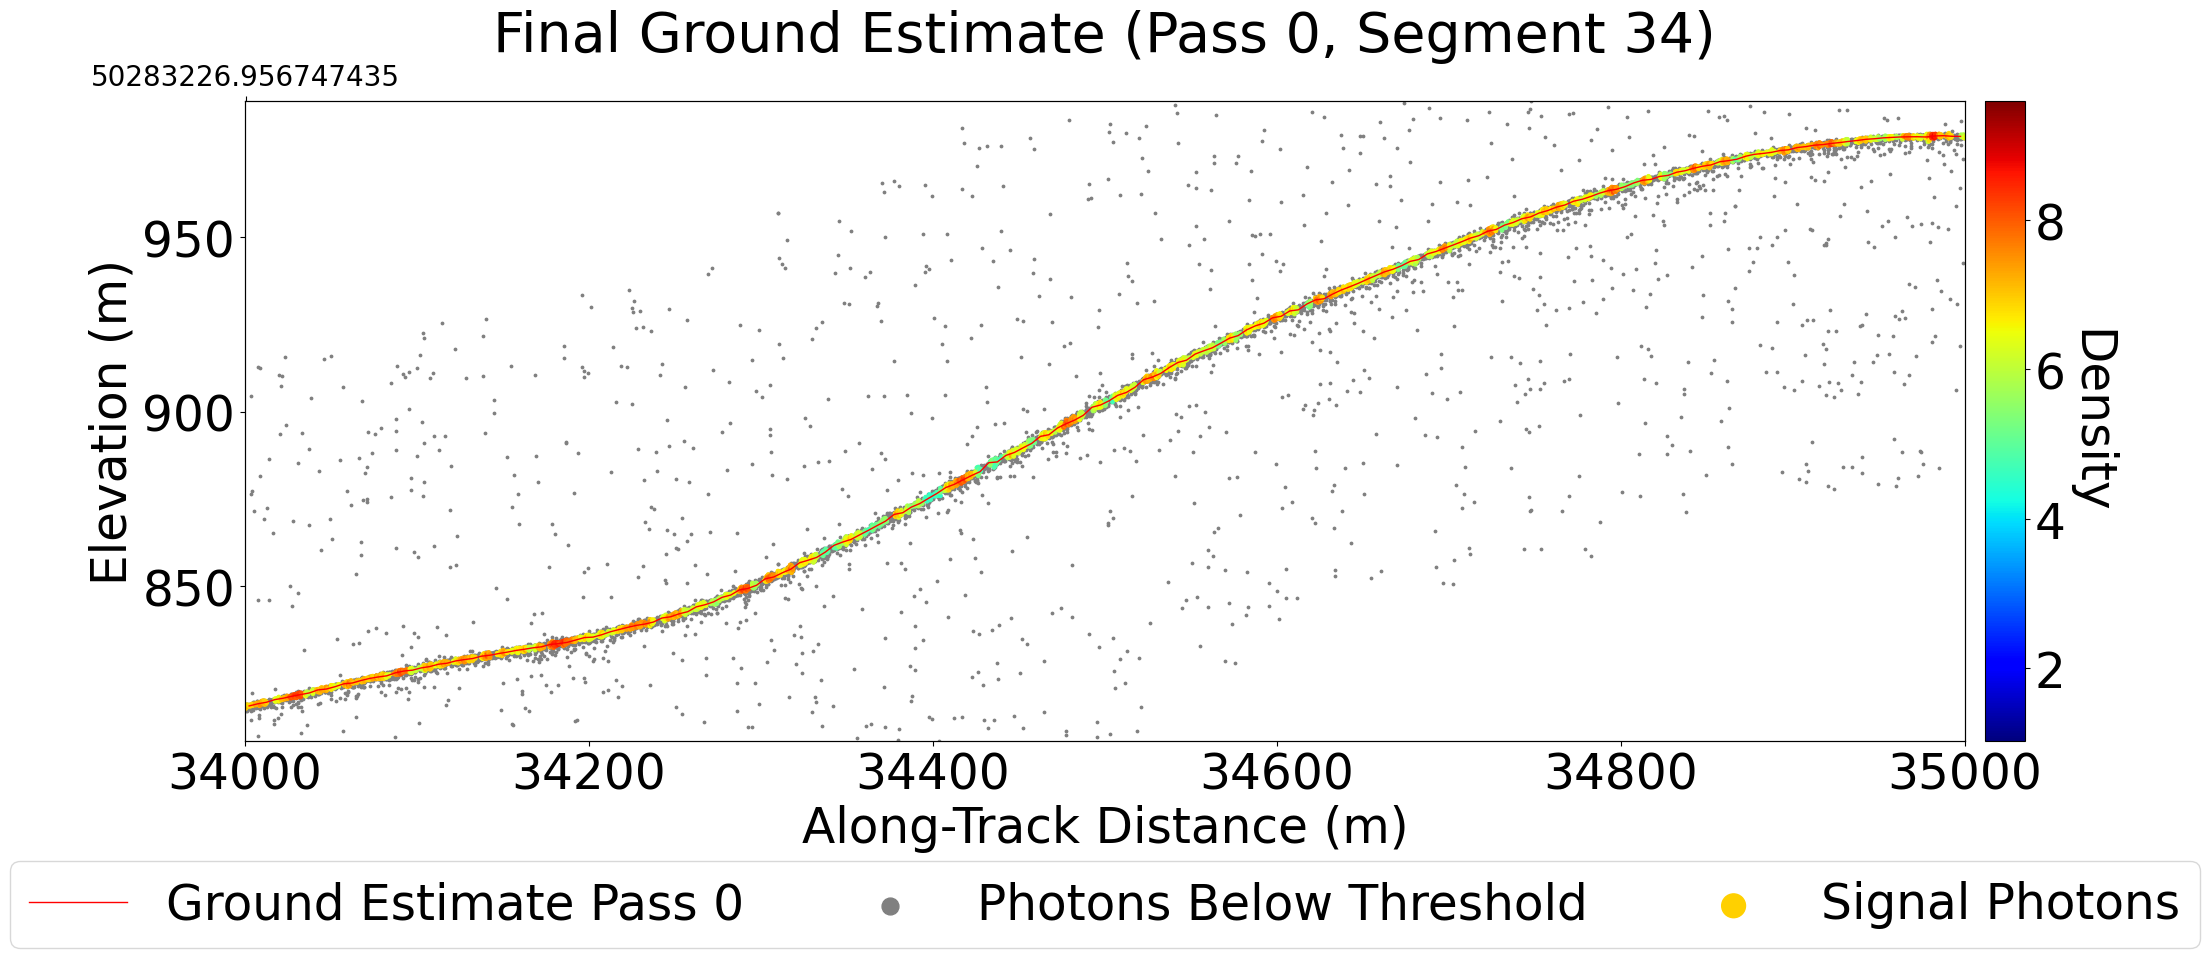 Final Ground Estimate (Pass 0, Segment 34)
50283226.956747435
950
900
850
Elevation (m)
34000
34200
34400
34600
34800
35000
Along-Track Distance (m)
8
6
4
2
Density
Ground Estimate Pass 0
Photons Below Threshold
Signal Photons